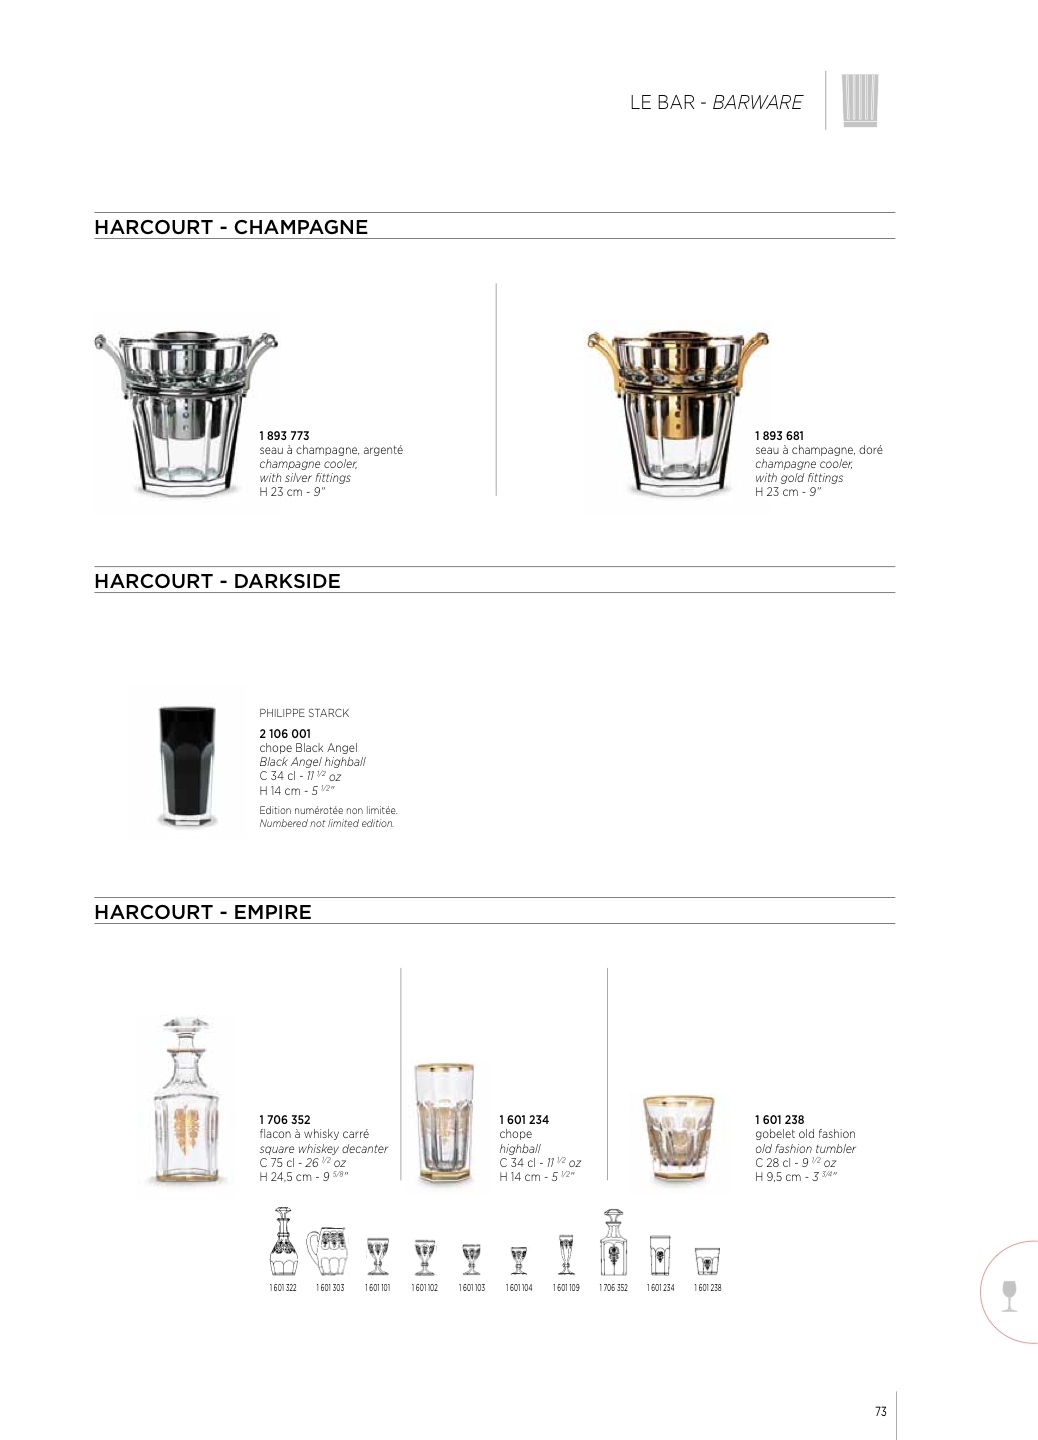 LE BAR - BARWARE
HARCOURT - CHAMPAGNE
1 893 773
seau à champagne, argenté
champagne cooler,
with silver fittings
H 23 cm - 9"
1 893 681
seau à champagne, doré
champagne cooler,
with gold fittings
H 23 cm - 9"
HARCOURT - DARKSIDE
PHILIPPE STARCK
2 106 001
chope Black Angel
Black Angel highball
C 34 cl - 11 1/2 oz
H 14 cm - 5 1/2"
Edition numérotée non limitée.
Numbered not limited edition.
HARCOURT - EMPIRE
1 706 352
flacon à whisky carré
square whiskey decanter
C 75 cl - 26 1/2 oz
H 24,5 cm - 9 5/8"
1 601 234
chope
highball
C 34 cl - 11 1/2 oz
H 14 cm - 5 1/2"
1 601 238
gobelet old fashion
old fashion tumbler
C 28 cl - 9 1/2 oz
H 9,5 cm - 3 3/4"
1 601 322 1 601 303 1 601 101 1 601 102 1 601 103 1 601 104 1 601 109 1 706 352 1 601 234 1 601 238
73